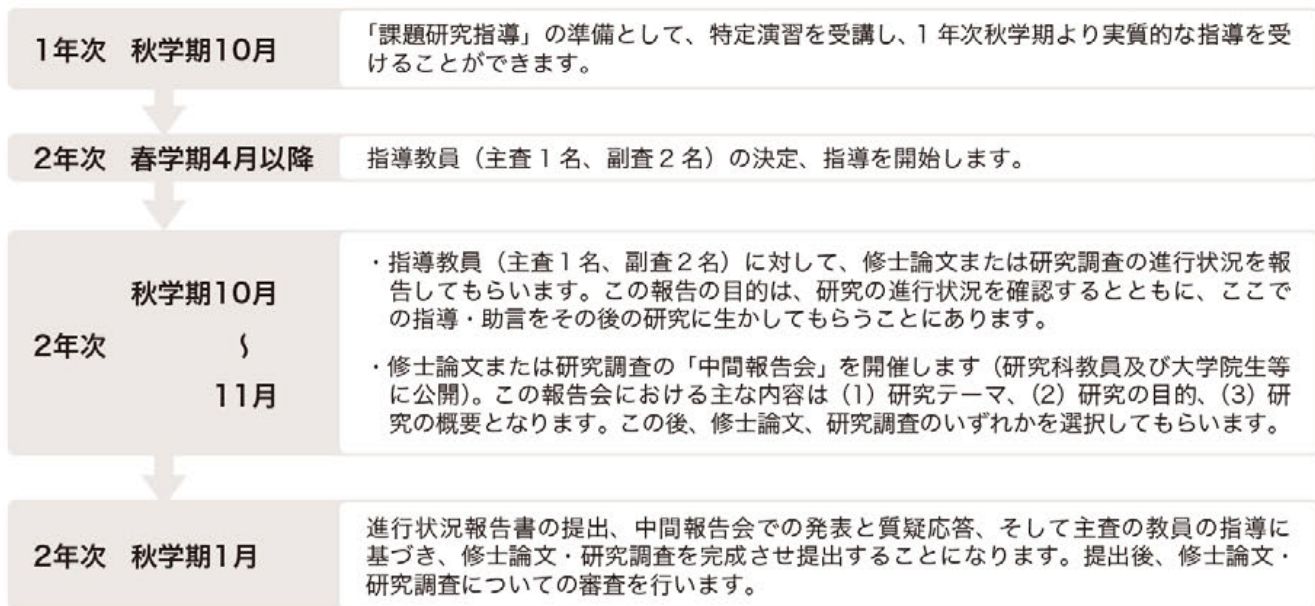 1年次 秋学期10月
「課題研究指導」の準備として、特定演習を受講し、1年次秋学期より実質的な指導を受
けることができます。
2年次 春学期4月以降
指導教員（主査1名、副査2名）の決定、指導を開始します。
2年次
秋学期10月
〜
11月
・指導教員（主査1名、副査2名）に対して、修士論文または研究調査の進行状況を報
告してもらいます。この報告の目的は、研究の進行状況を確認するとともに、ここで
の指導・助言をその後の研究に生かしてもらうことにあります。
・修士論文または研究調査の「中間報告会」を開催します（研究科教員及び大学院生等
に公開）。この報告会における主な内容は（1）研究テーマ、（2）研究の目的、（3）研
究の概要となります。この後、修士論文、研究調査のいずれかを選択してもらいます。
2年次 秋学期1月
進行状況報告書の提出、中間報告会での発表と質疑応答、そして主査の教員の指導に
基づき、修士論文・研究調査を完成させ提出することになります。提出後、修士論文・
研究調査についての審査を行います。